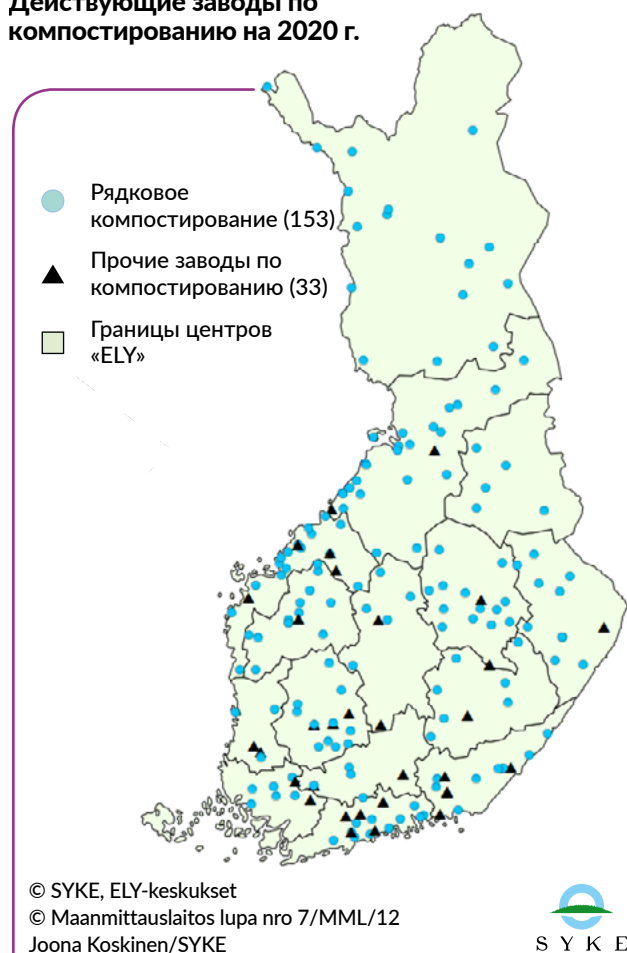 Действующие заводы по
компостированию на 2020 г.
Рядковое
компостирование (153)
Прочие заводы по
компостированию (33)
Границы центров
«ELY»
© SYKE, ELY-keskukset
© Maanmittauslaitos lupa nro 7/MML/12
Joona Koskinen/SYKE
S Y K E